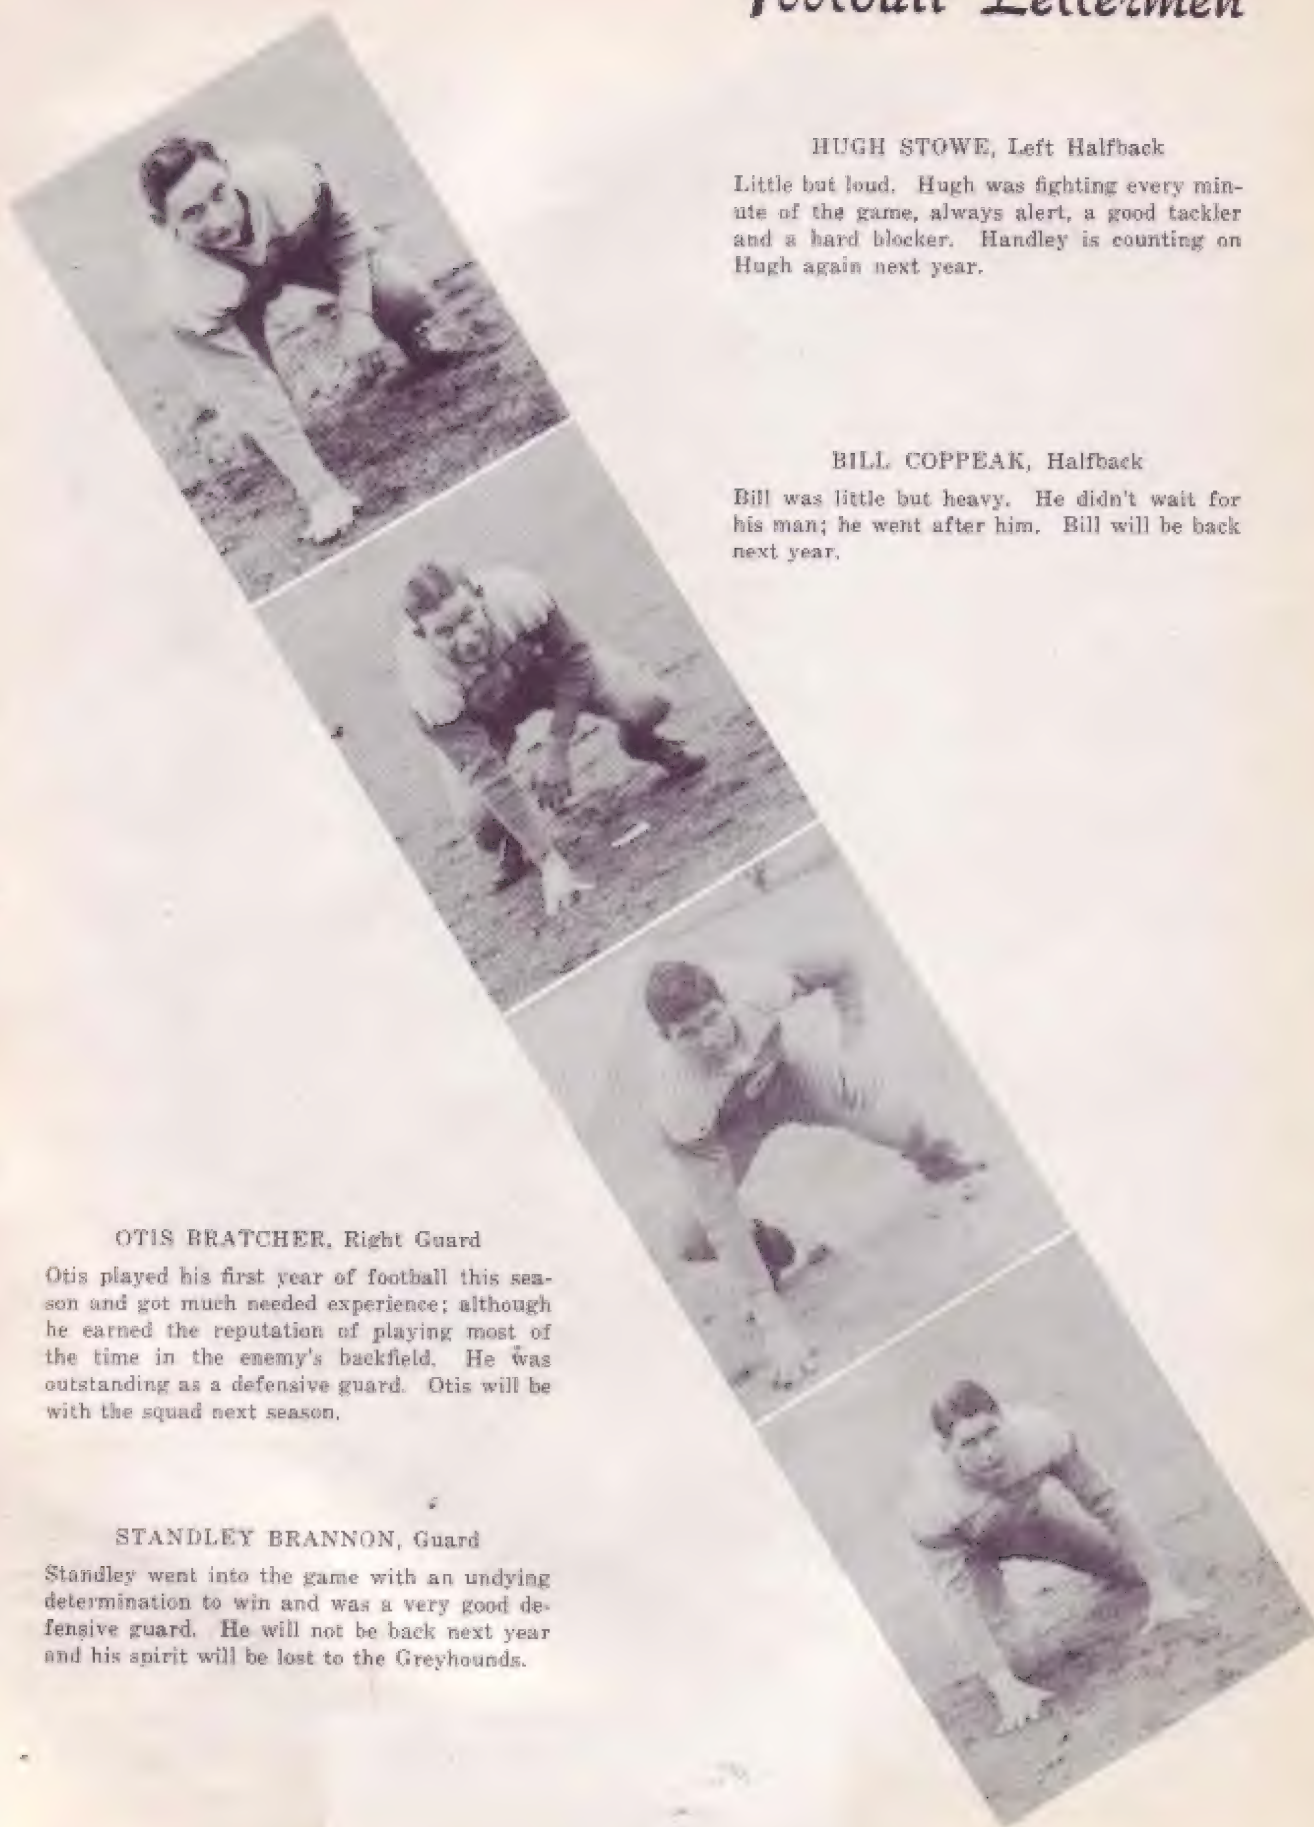 Football Lettermen
HUGH STOWE, Left Halfback
Little but loud. Hugh was fighting every min-
ute of the game, always alert, a good tackler
and a hard blocker. Handley is counting on
Hugh again next year.
BILL COPPEAK, Halfback
Bill was little but heavy. He didn't wait for
his man; he went after him. Bill will be back
next year.
OTIS BRATCHER, Right Guard
Otis played his first year of football this sea-
son and got much needed experience; although
he earned the reputation of playing most of
the time in the enemy's backfield. He was
outstanding as a defensive guard. Otis will be
with the squad next season.
STANDLEY BRANNON, Guard
Standley went into the game with an undying
determination to win and was a very good de-
fensive guard. He will not be back next year
and his spirit will be lost to the Greyhounds.